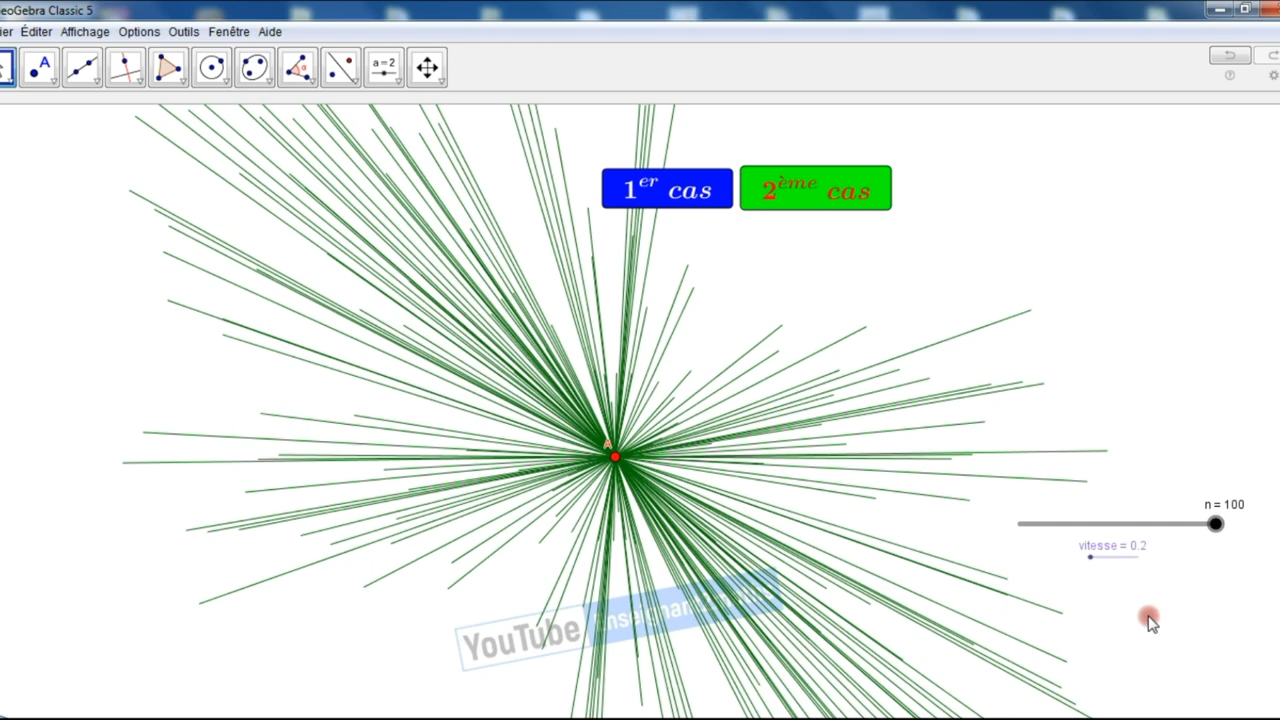 eoGebra Classic 5
ier Éditer Affichage Options Outils Fenêtre Aide
A
α
a=2
1er cas
2ème cas
A
n = 100
vitesse = 0.2
YouTube